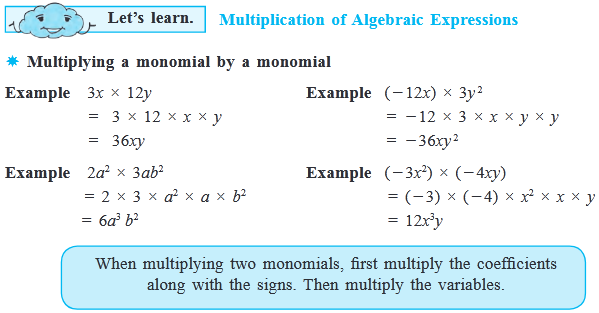 Let's learn. Multiplication of Algebraic Expressions
✷ Multiplying a monomial by a monomial
Example 3x × 12y
= 3 × 12 × x × y
= 36xy
Example (−12x) × 3y²
= −12 × 3 × x × y × y
= −36xy²
Example 2a² × 3ab²
= 2 × 3 × a² × a × b²
= 6a³ b²
Example (−3x²) × (−4xy)
= (−3) × (−4) × x² × x × y
= 12x³y
When multiplying two monomials, first multiply the coefficients
along with the signs. Then multiply the variables.